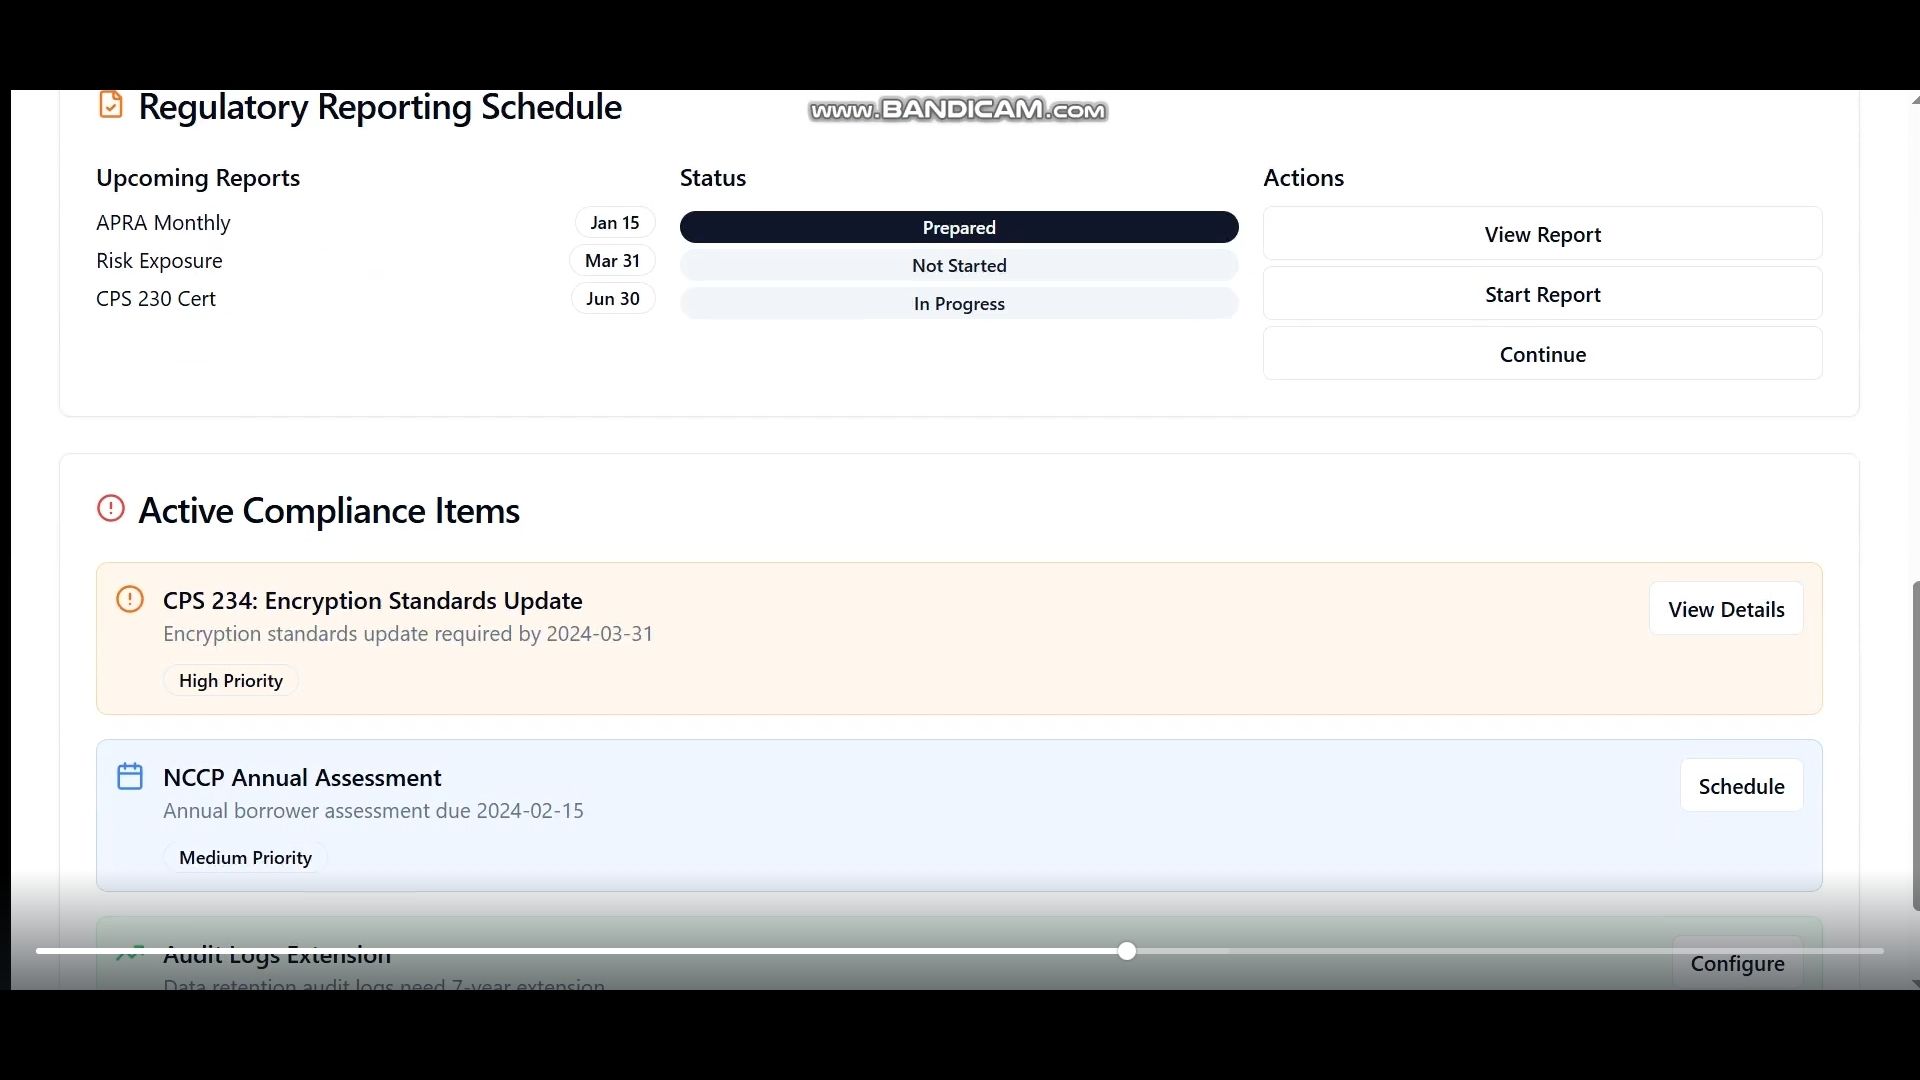 Regulatory Reporting Schedule
www.BANDICAM.com
Upcoming Reports
Status
Actions
APRA Monthly
Jan 15
Prepared
View Report
Risk Exposure
Mar 31
Not Started
Start Report
CPS 230 Cert
Jun 30
In Progress
Continue
Active Compliance Items
CPS 234: Encryption Standards Update
Encryption standards update required by 2024-03-31
High Priority
View Details
NCCP Annual Assessment
Annual borrower assessment due 2024-02-15
Medium Priority
Schedule
Audit Logs Extension
Data retention audit logs need 7-year extension
Configure